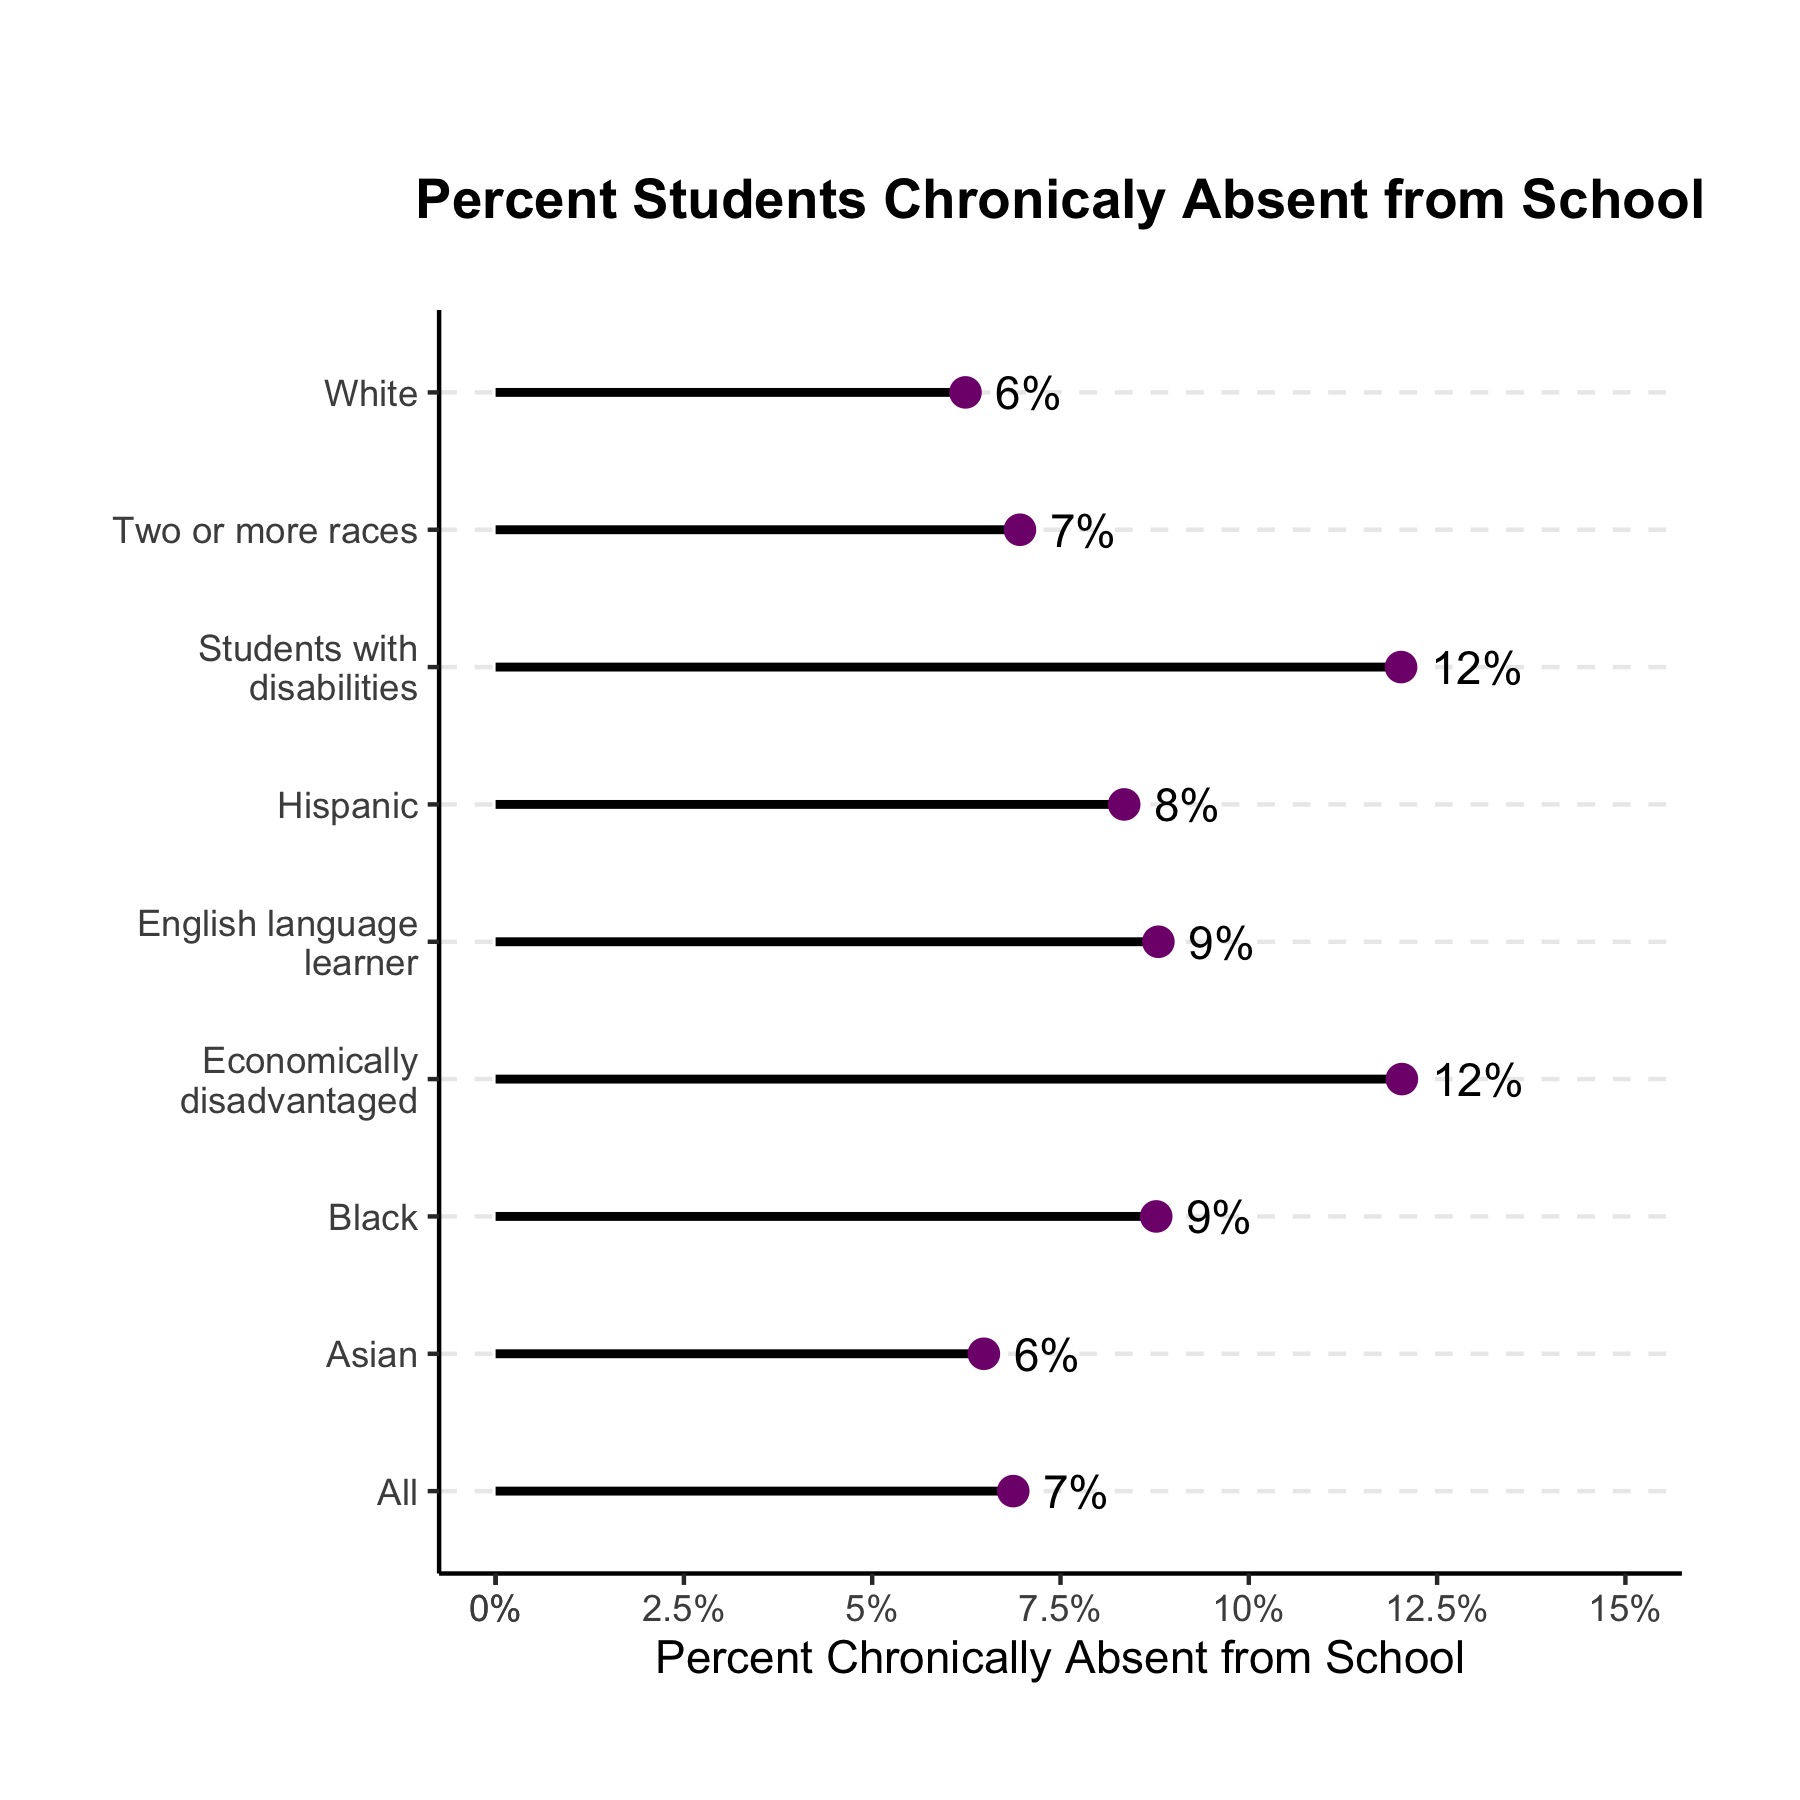 Percent Students Chronicaly Absent from School
White
6%
Two or more races
7%
Students with
disabilities
12%
Hispanic
8%
English language
learner
9%
Economically
disadvantaged
12%
Black
9%
Asian
6%
All
7%
0% 2.5% 5% 7.5% 10% 12.5% 15%
Percent Chronically Absent from School